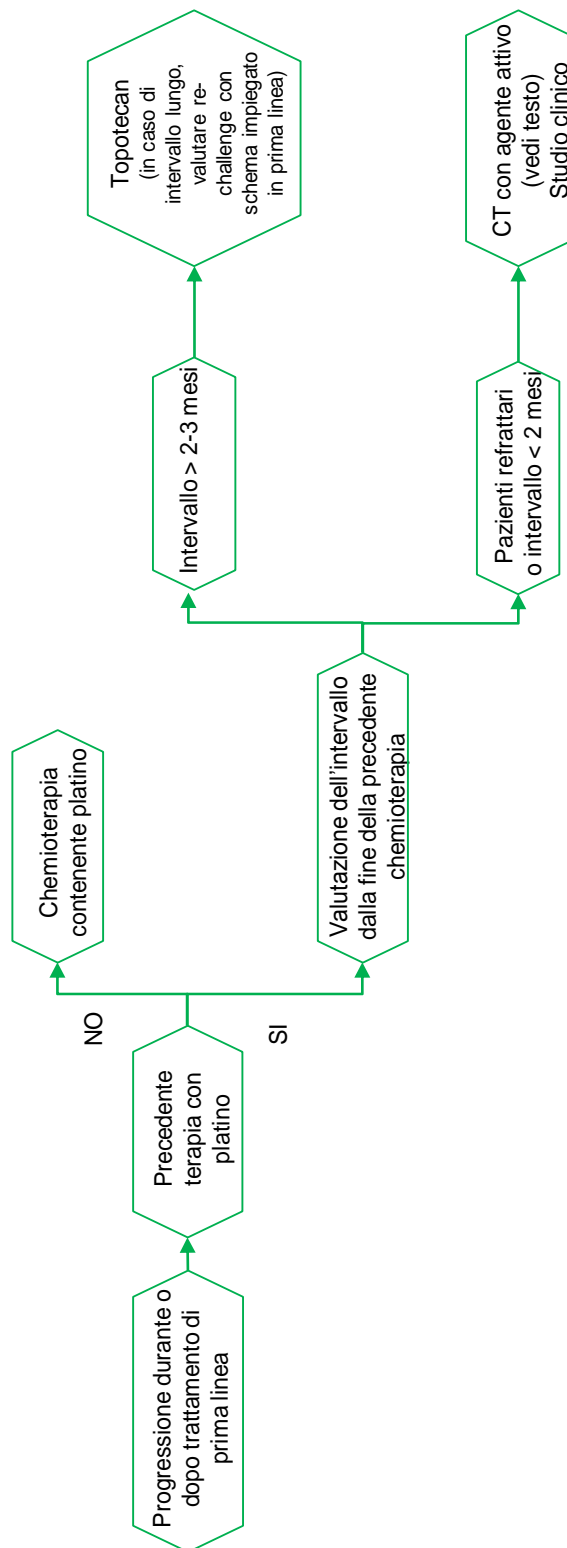 Progressione durante o
dopo trattamento di
prima linea
Precedente
terapia con
platino
NO
SI
Chemioterapia
contenente platino
Valutazione dell'intervallo
dalla fine della precedente
chemioterapia
Intervallo > 2-3 mesi
Pazienti refrattari
o intervallo < 2 mesi
Topotecan
(in caso di
intervallo lungo,
valutare re-
challenge con
schema impiegato
in prima linea)
CT con agente attivo
(vedi testo)
Studio clinico